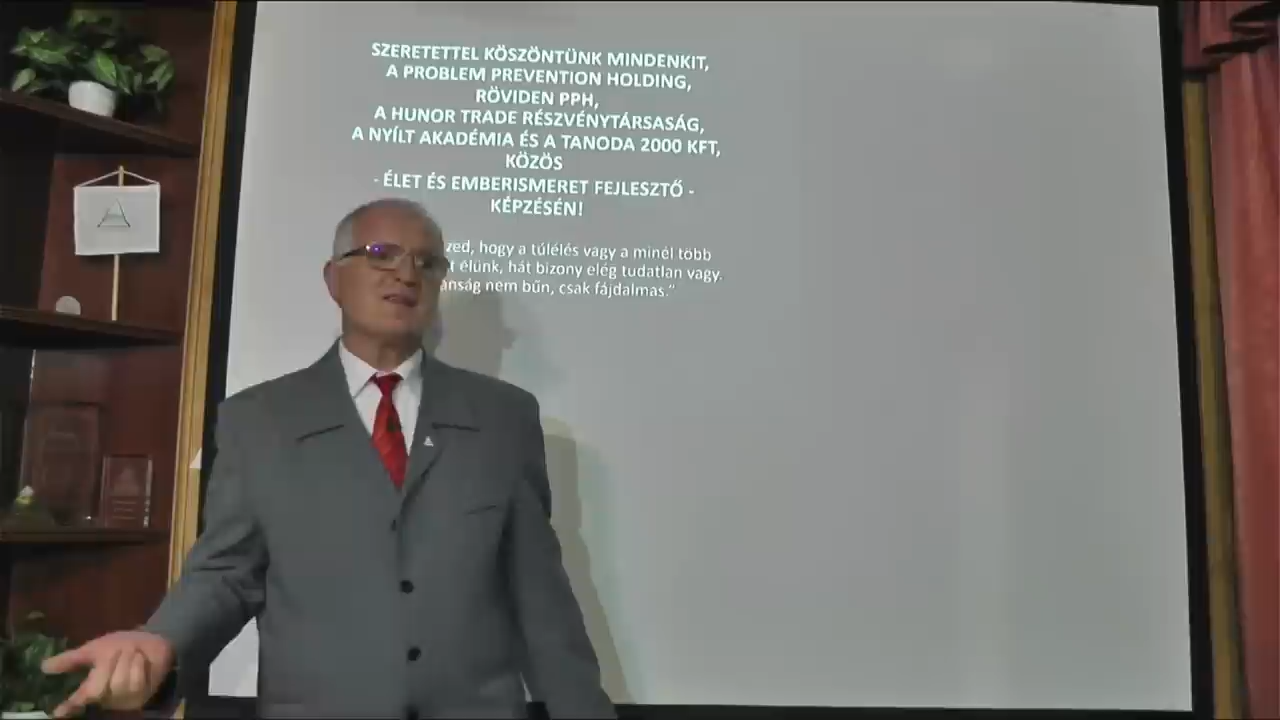 SZERETETTEL KÖSZÖNTÜNK MINDENKIT,
A PROBLEM PREVENTION HOLDING,
RÖVIDEN PPH,
A HUNOR TRADE RÉSZVÉNYTÁRSASÁG,
A NYÍLT AKADÉMIA ÉS A TANODA 2000 KFT,
KÖZÖS
- ÉLET ÉS EMBERISMERET FEJLESZTŐ -
KÉPZÉSÉN!
hogy a túlélés vagy a minél több
élünk, hát bizony elég tudatlan vagy.
nem bűn, csak fájdalmas."